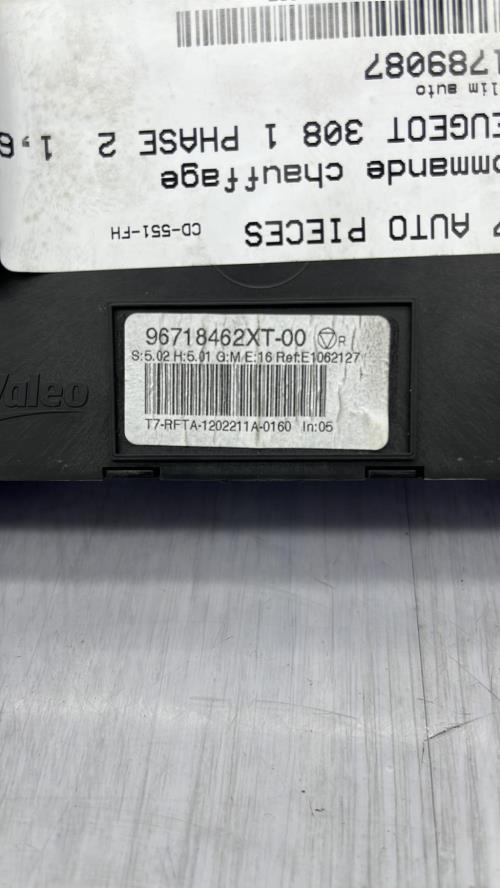 7 AUTO PIECES CD-551-FH
ommande chauffage
EUGEOT 308 1 PHASE 2 1,6
lim auto
1789087
Valeo
96718462XT-00 R
S:5.02 H:5.01 G:M E:16 Ref:E1062127
T7-RFTA-1202211A-0160 In:05